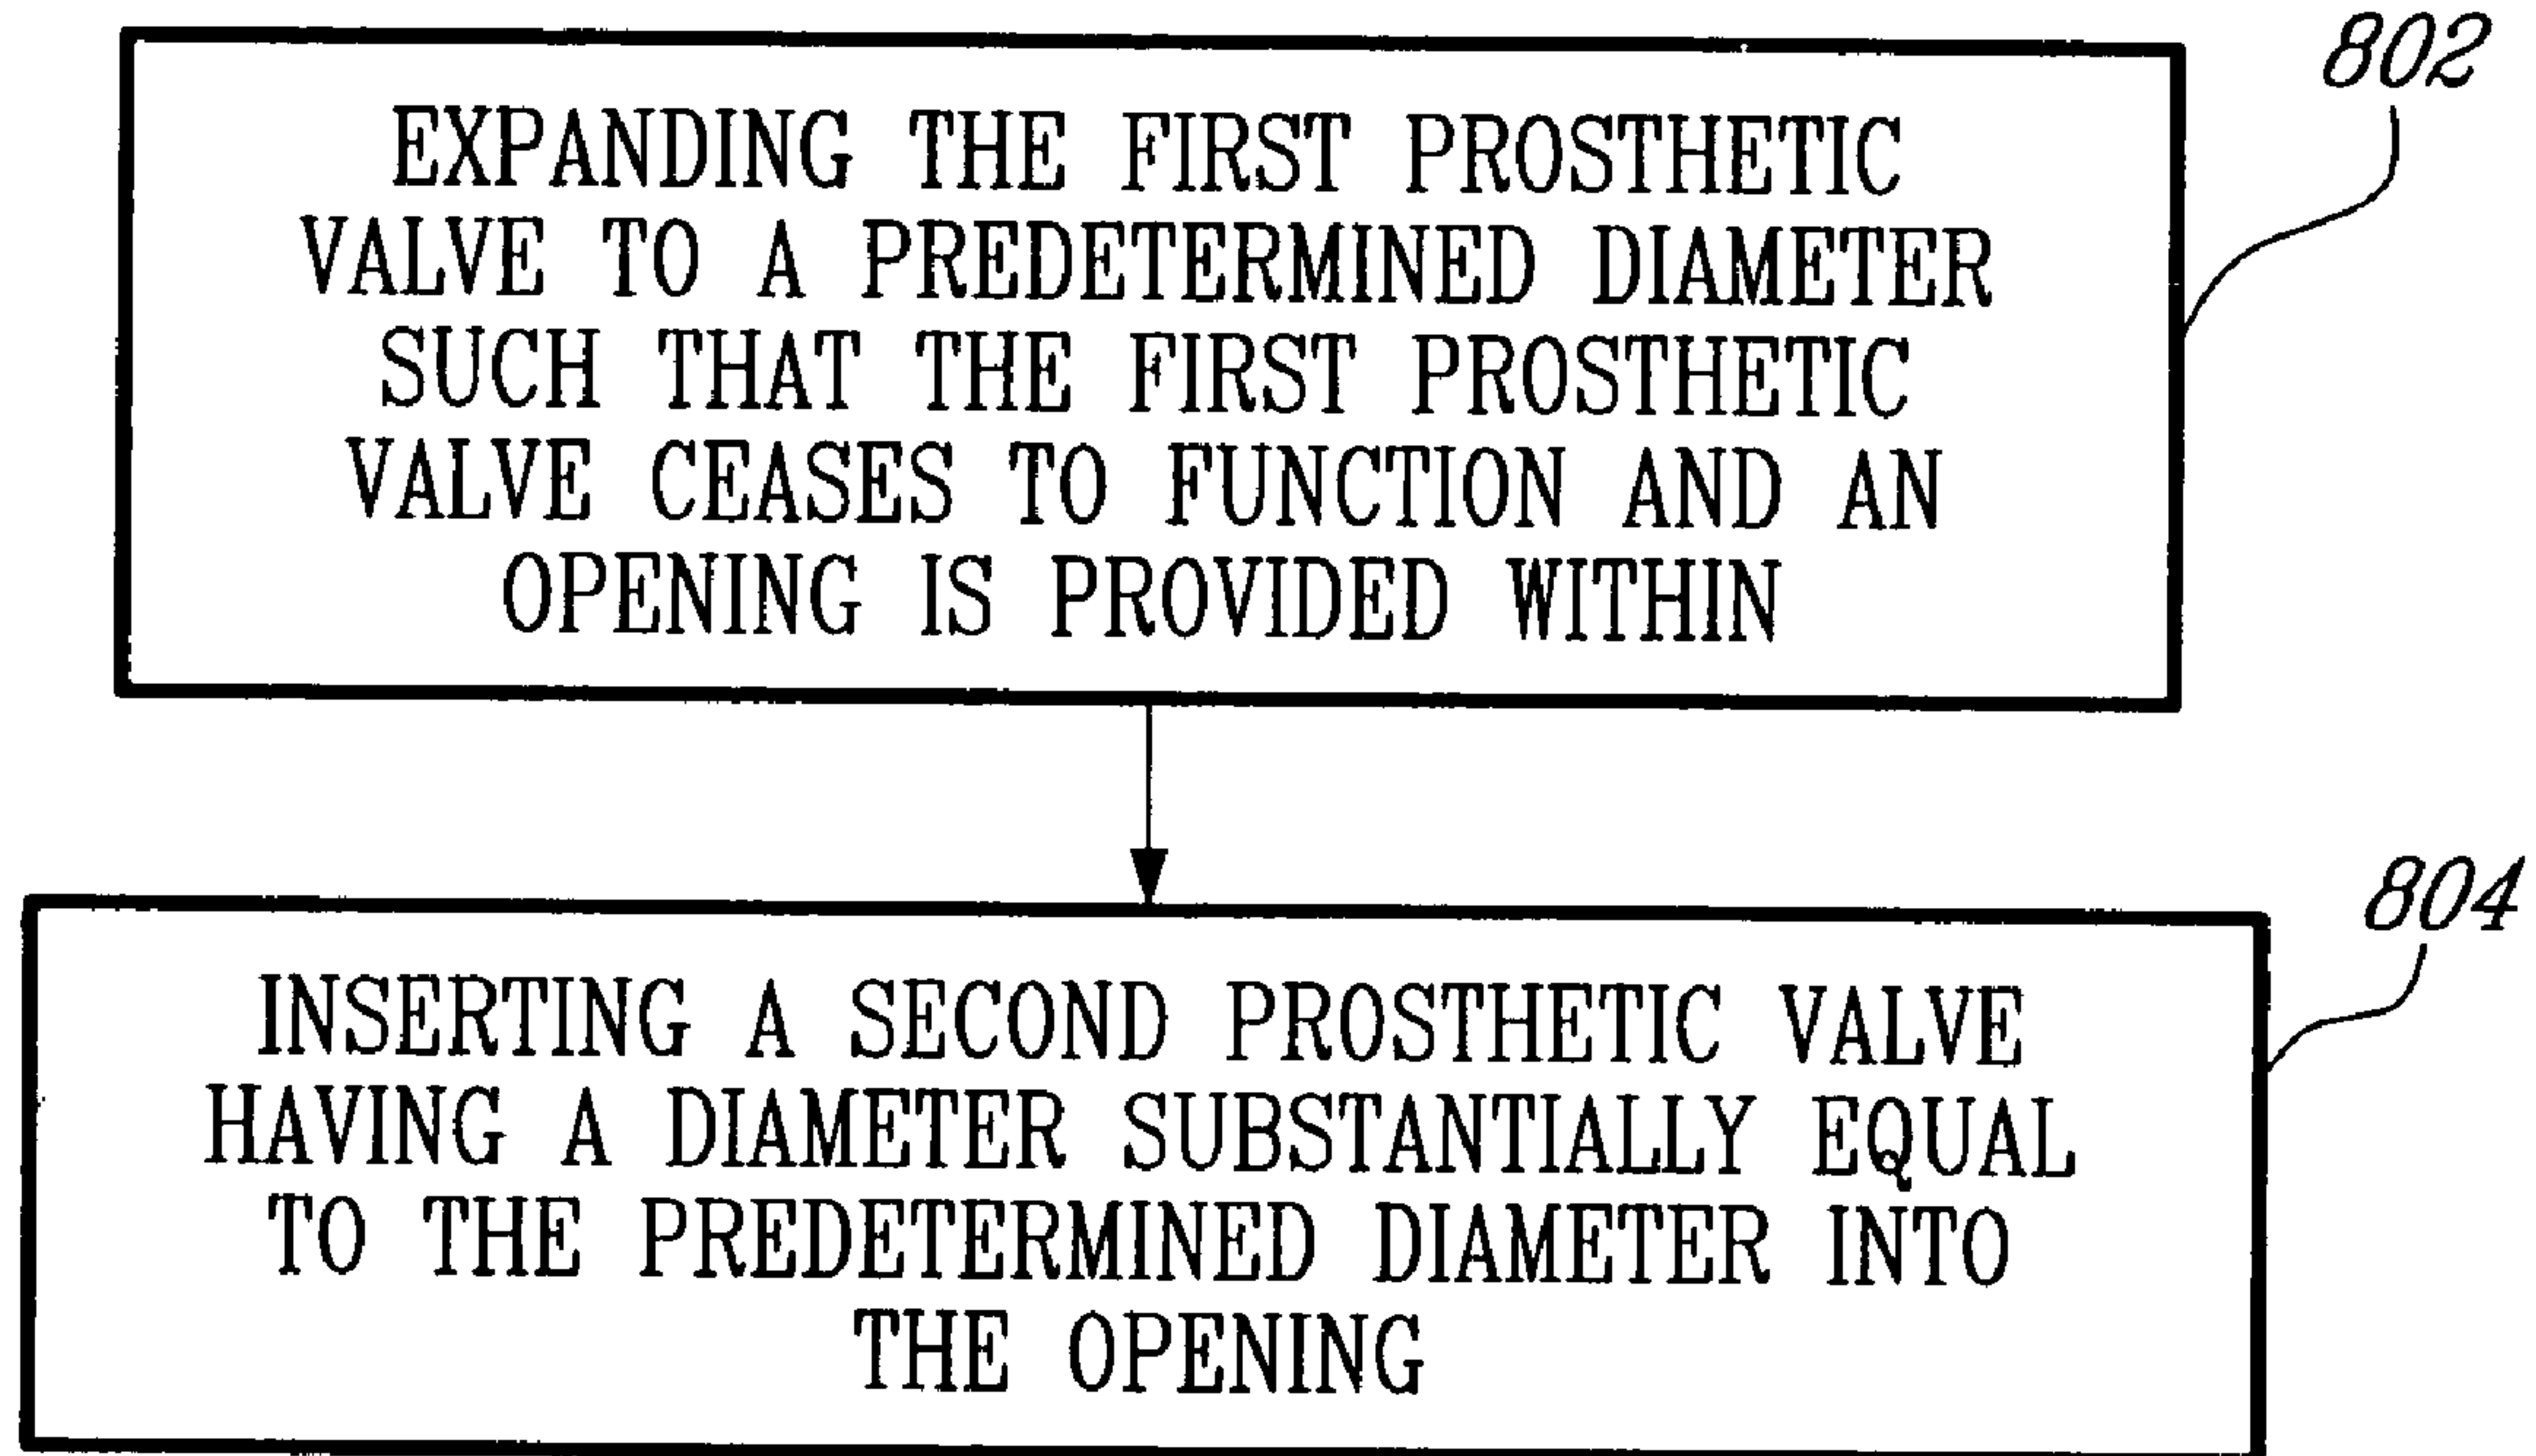 802
EXPANDING THE FIRST PROSTHETIC
VALVE TO A PREDETERMINED DIAMETER
SUCH THAT THE FIRST PROSTHETIC
VALVE CEASES TO FUNCTION AND AN
OPENING IS PROVIDED WITHIN
804
INSERTING A SECOND PROSTHETIC VALVE
HAVING A DIAMETER SUBSTANTIALLY EQUAL
TO THE PREDETERMINED DIAMETER INTO
THE OPENING